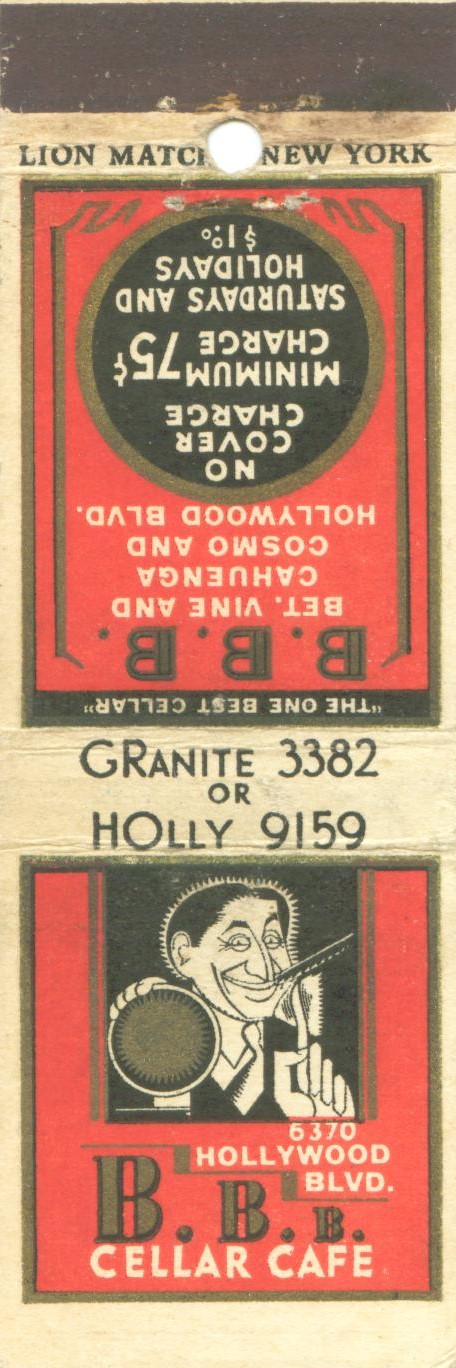 LION MATCH NEW YORK
"THE ONE BEST CELLAR"
B. B. B.
BET. VINE AND
CAHUENGA
COSMO AND
HOLLYWOOD BLVD.
NO
COVER
CHARGE
MINIMUM 75¢
CHARGE
SATURDAYS AND
HOLIDAYS
$1.00
GRANITE 3382
OR
HOLLY 9159
6370
HOLLYWOOD
BLVD.
B. B. B.
CELLAR CAFE